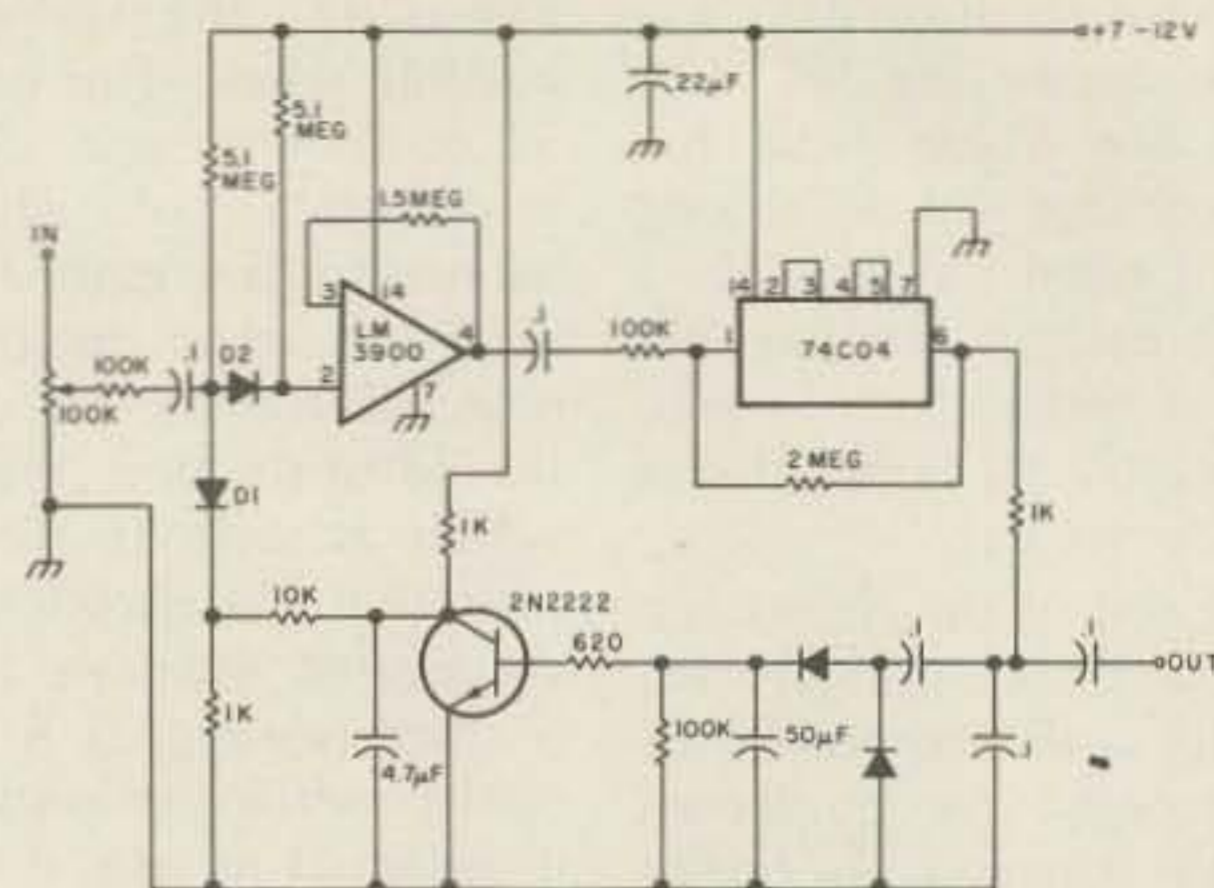 +7-12V
22µF
5.1
MEG
5.1
MEG
1.5MEG
IN
3
14
LM
3900
4
2
7
100K
.1
D2
100K
.1
100K
14
2
3
4
5
7
1
74C04
6
2 MEG
D1
1K
1K
10K
2N2222
620
.1
.1
OUT
1K
4.7µF
100K
50µF
.1